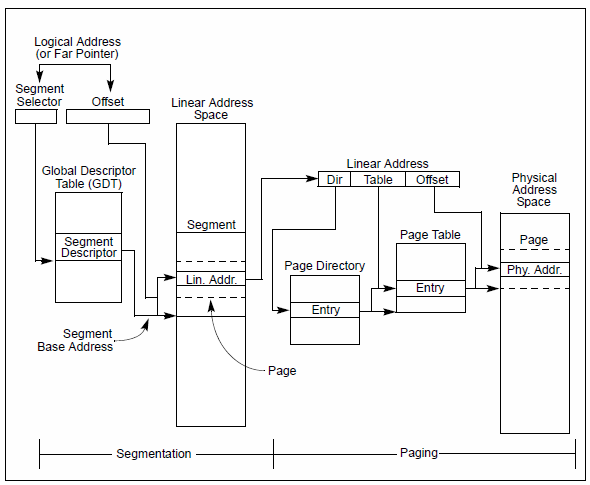 Logical Address
(or Far Pointer)
Segment
Selector
Offset
Linear Address
Space
Global Descriptor
Table (GDT)
Segment
Descriptor
Segment
Lin. Addr.
Segment
Base Address
Page
Linear Address
Dir Table Offset
Page Directory
Entry
Page Table
Entry
Physical
Address
Space
Page
Phy. Addr.
Segmentation
Paging